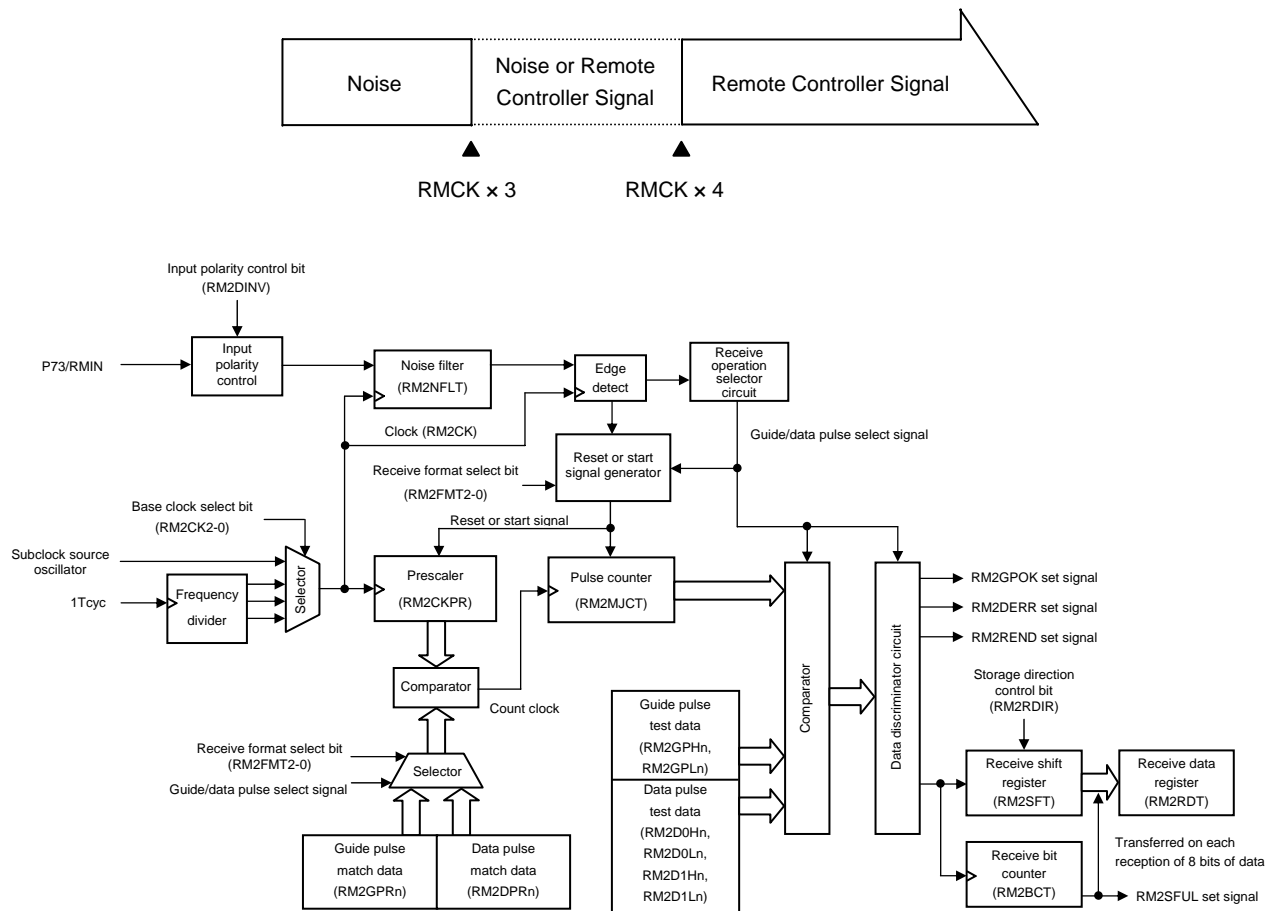 Noise
Noise or Remote
Controller Signal
Remote Controller Signal
RMCK × 3
RMCK × 4
Input polarity control bit
(RM2DINV)
P73/RMIN
Input
polarity
control
Noise filter
(RM2NFLT)
Edge
detect
Receive
operation
selector
circuit
Clock (RM2CK)
Guide/data pulse select signal
Receive format select bit
(RM2FMT2-0)
Reset or start
signal generator
Base clock select bit
(RM2CK2-0)
Reset or start signal
Subclock source
oscillator
1Tcyc
Frequency
divider
Selector
Prescaler
(RM2CKPR)
Pulse counter
(RM2MJCT)
Comparator
Data discriminator circuit
RM2GPOK set signal
RM2DERR set signal
RM2REND set signal
Comparator
Count clock
Storage direction
control bit
(RM2RDIR)
Guide pulse
test data
(RM2GPHn,
RM2GPLn)
Receive format select bit
(RM2FMT2-0)
Selector
Guide/data pulse select signal
Receive shift
register
(RM2SFT)
Receive data
register
(RM2RDT)
Data pulse
test data
(RM2D0Hn,
RM2D0Ln,
RM2D1Hn,
RM2D1Ln)
Guide pulse
match data
(RM2GPRn)
Data pulse
match data
(RM2DPRn)
Receive bit
counter
(RM2BCT)
Transferred on each
reception of 8 bits of data
RM2SFUL set signal